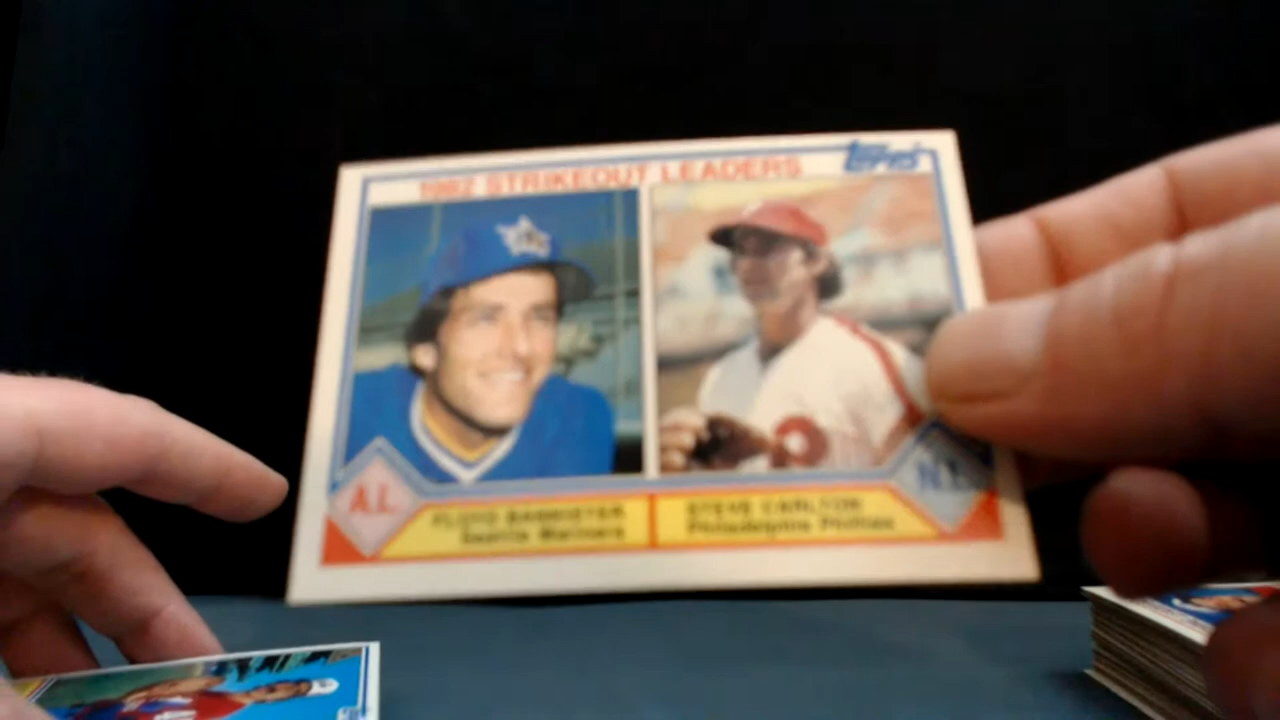 Topps
1982 STRIKEOUT LEADERS
A.L.
FLOYD BANNISTER
Seattle Mariners
STEVE CARLTON
Philadelphia Phillies
N.L.